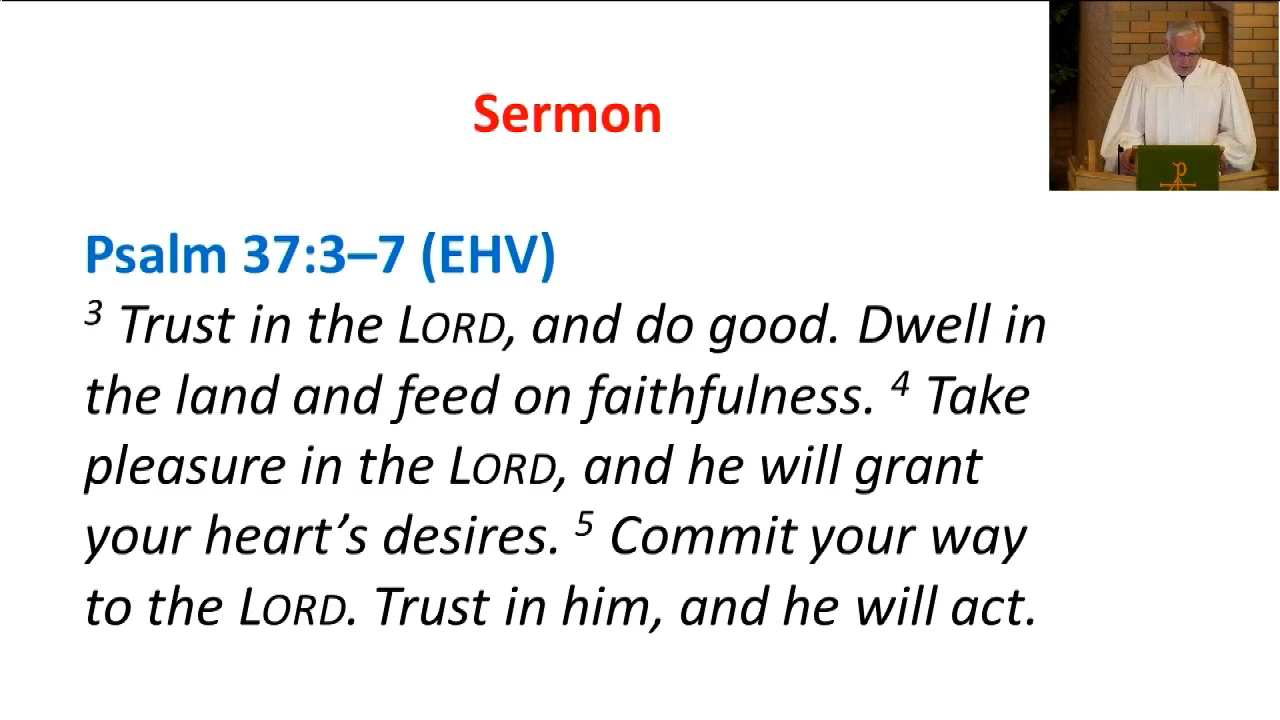 Sermon
Psalm 37:3–7 (EHV)
³ Trust in the LORD, and do good. Dwell in
the land and feed on faithfulness. ⁴ Take
pleasure in the LORD, and he will grant
your heart’s desires. ⁵ Commit your way
to the LORD. Trust in him, and he will act.